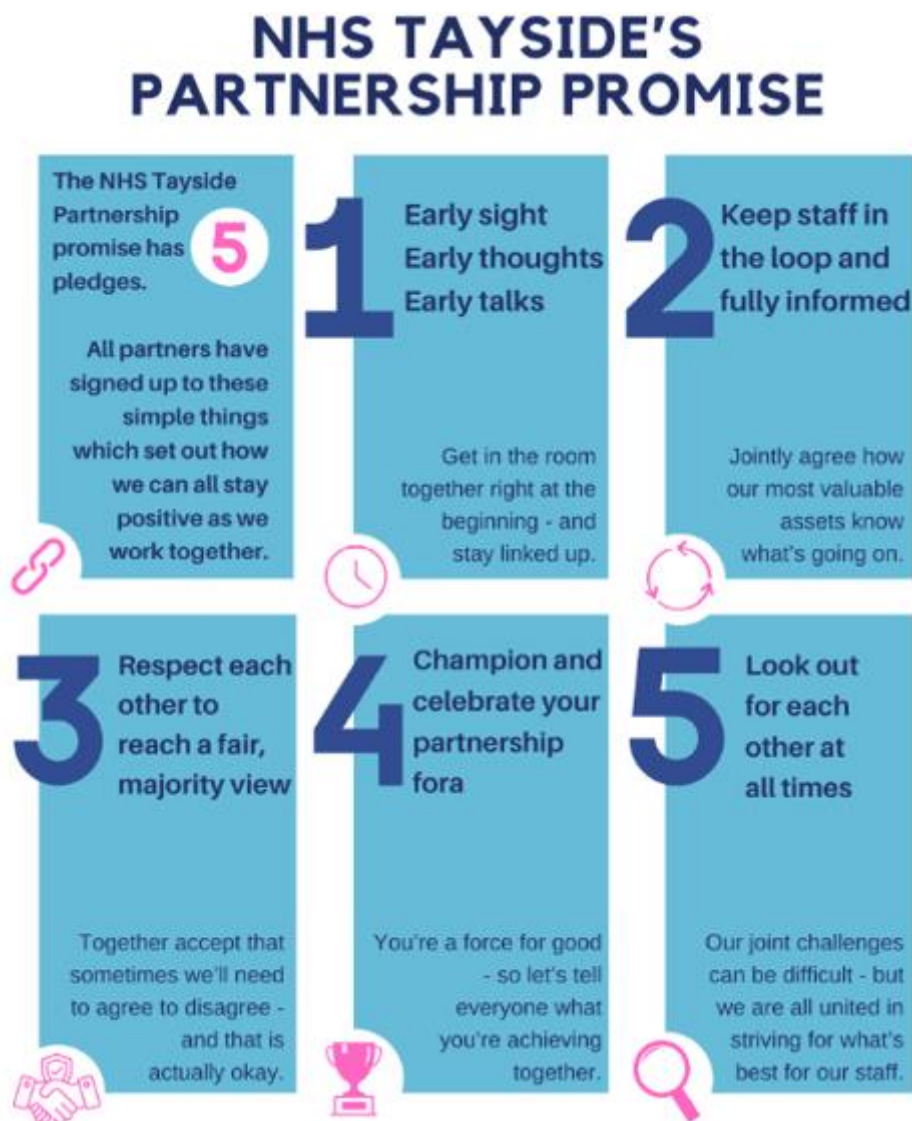 NHS TAYSIDE'S
PARTNERSHIP PROMISE
The NHS Tayside
Partnership
promise has 5
pledges.
All partners have
signed up to these
simple things
which set out how
we can all stay
positive as we
work together.
1
Early sight
Early thoughts
Early talks
Get in the room
together right at the
beginning - and
stay linked up.
2
Keep staff in
the loop and
fully informed
Jointly agree how
our most valuable
assets know
what's going on.
3
Respect each
other to
reach a fair,
majority view
Together accept that
sometimes we'll need
to agree to disagree -
and that is
actually okay.
4
Champion and
celebrate your
partnership
fora
You're a force for good
- so let's tell
everyone what
you're achieving
together.
5
Look out
for each
other at
all times
Our joint challenges
can be difficult - but
we are all united in
striving for what's
best for our staff.